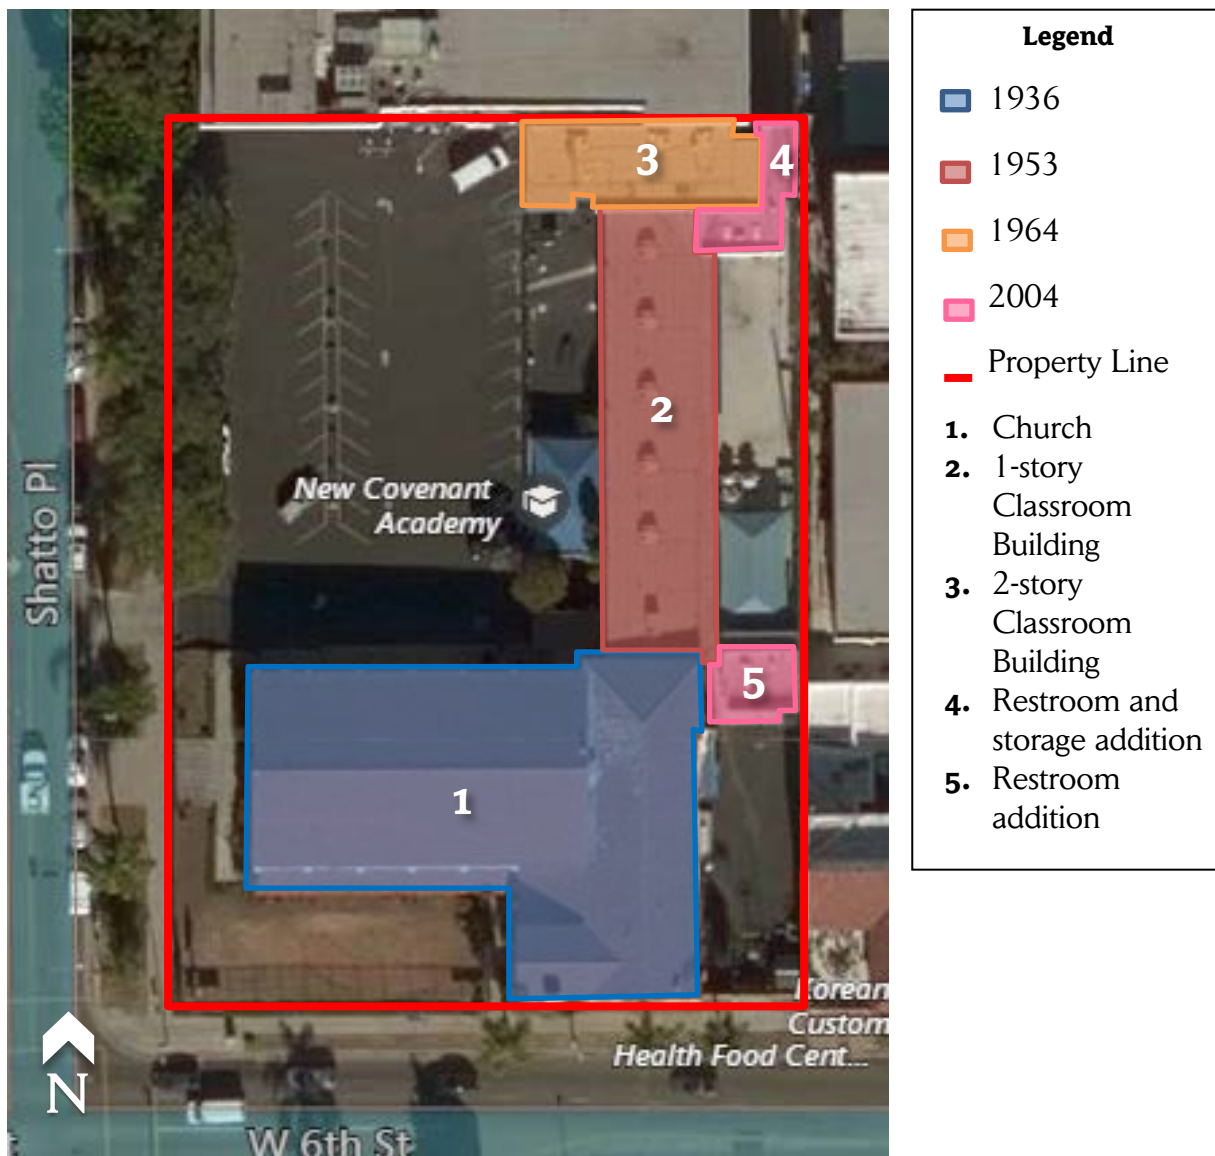 3
4
2
New Covenant
Academy
Shatto Pl
5
1
Korean
Custom
Health Food Cent...
N
W 6th St
Legend
1936
1953
1964
2004
Property Line
1. Church
2. 1-story
Classroom
Building
3. 2-story
Classroom
Building
4. Restroom and
storage addition
5. Restroom
addition